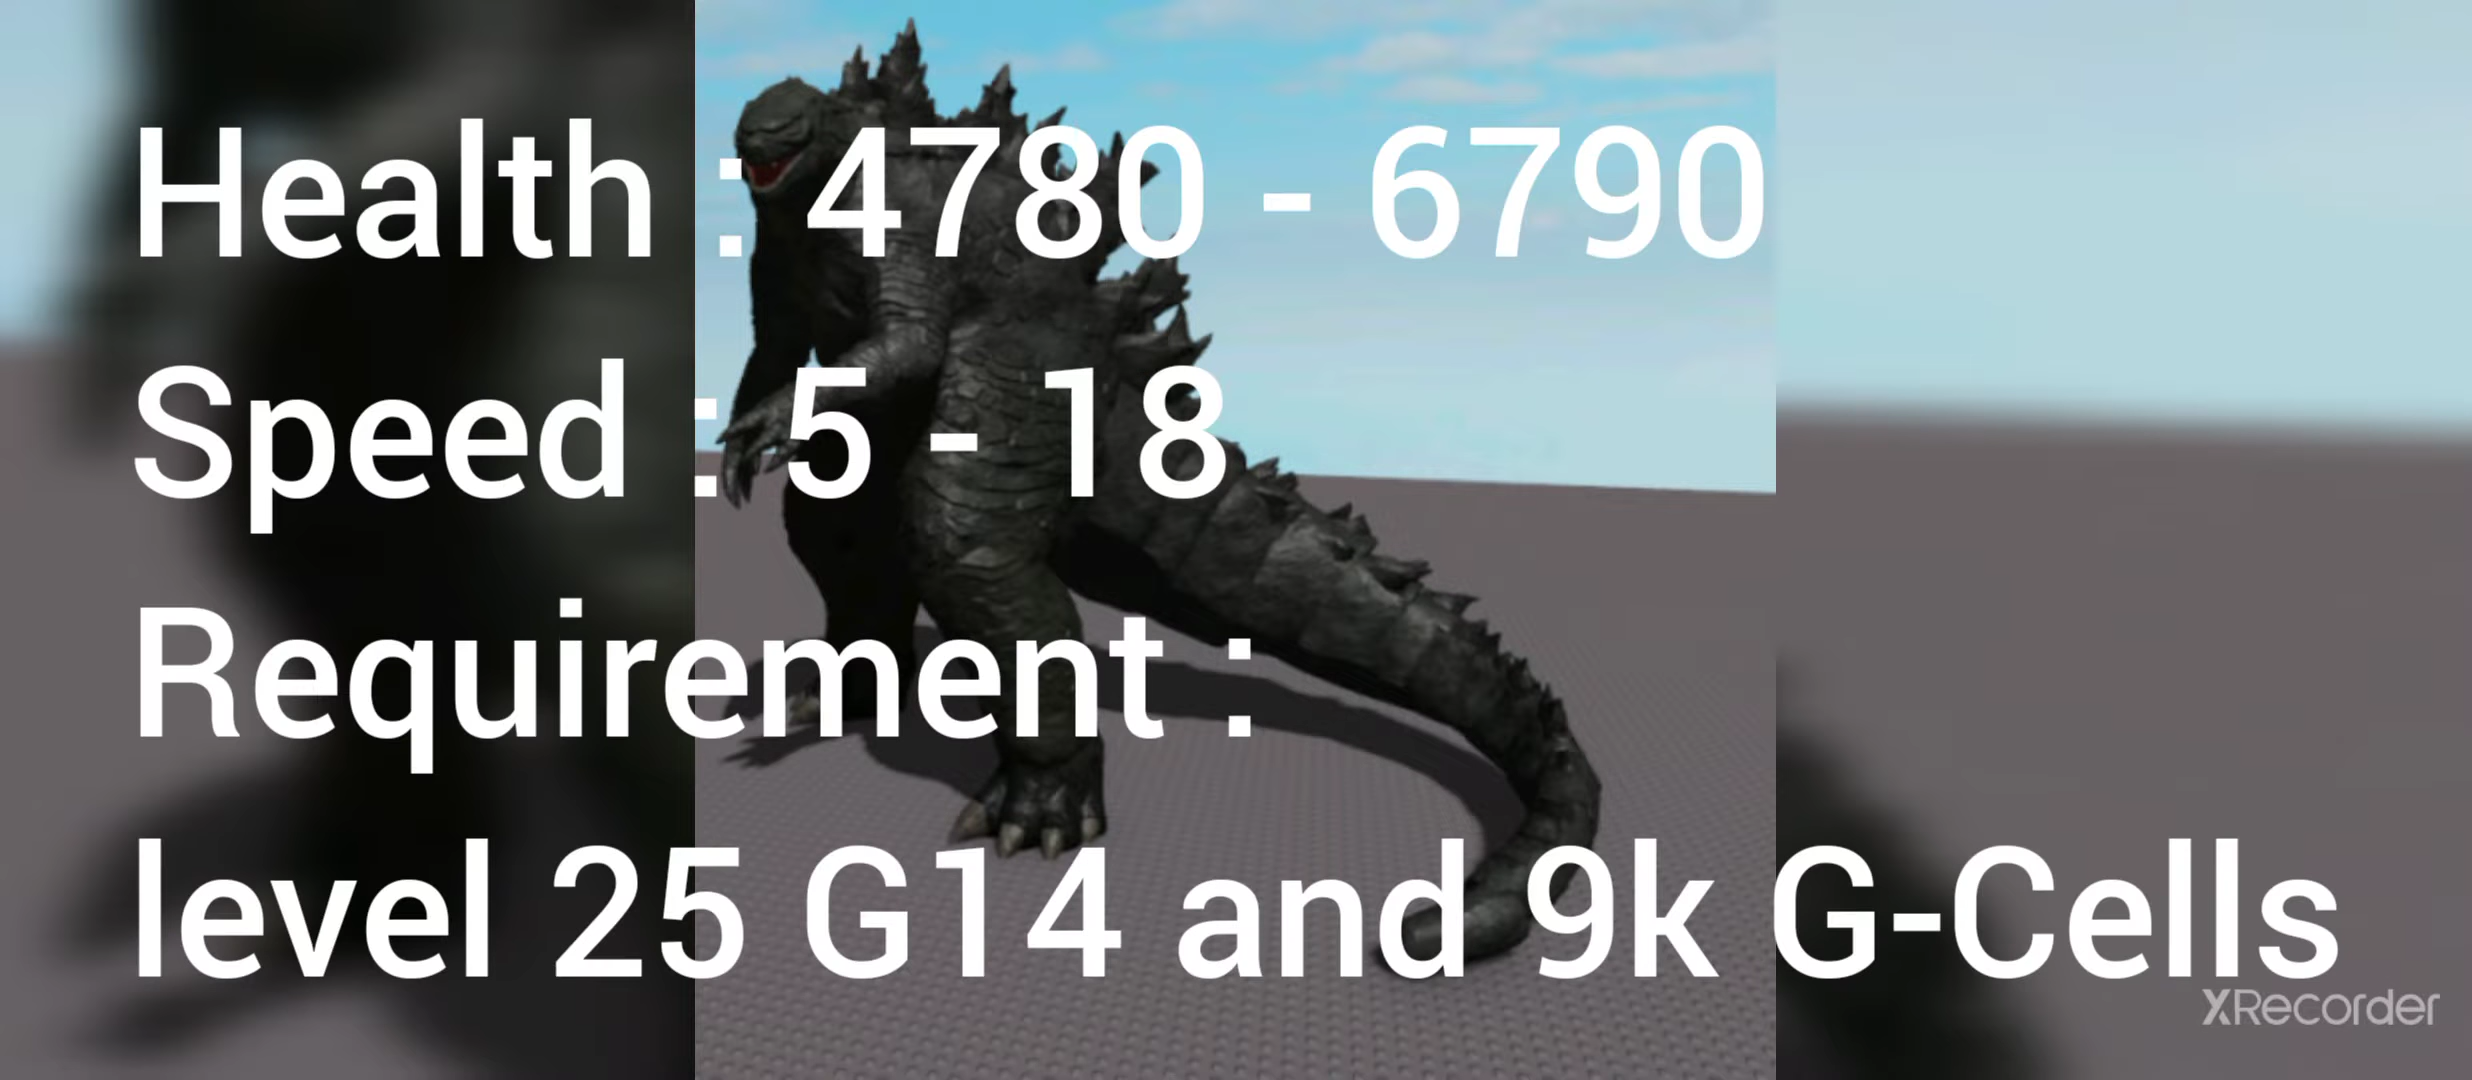 Health : 4780 - 6790
Speed : 5 - 18
Requirement :
level 25 G14 and 9k G-Cells
XRecorder